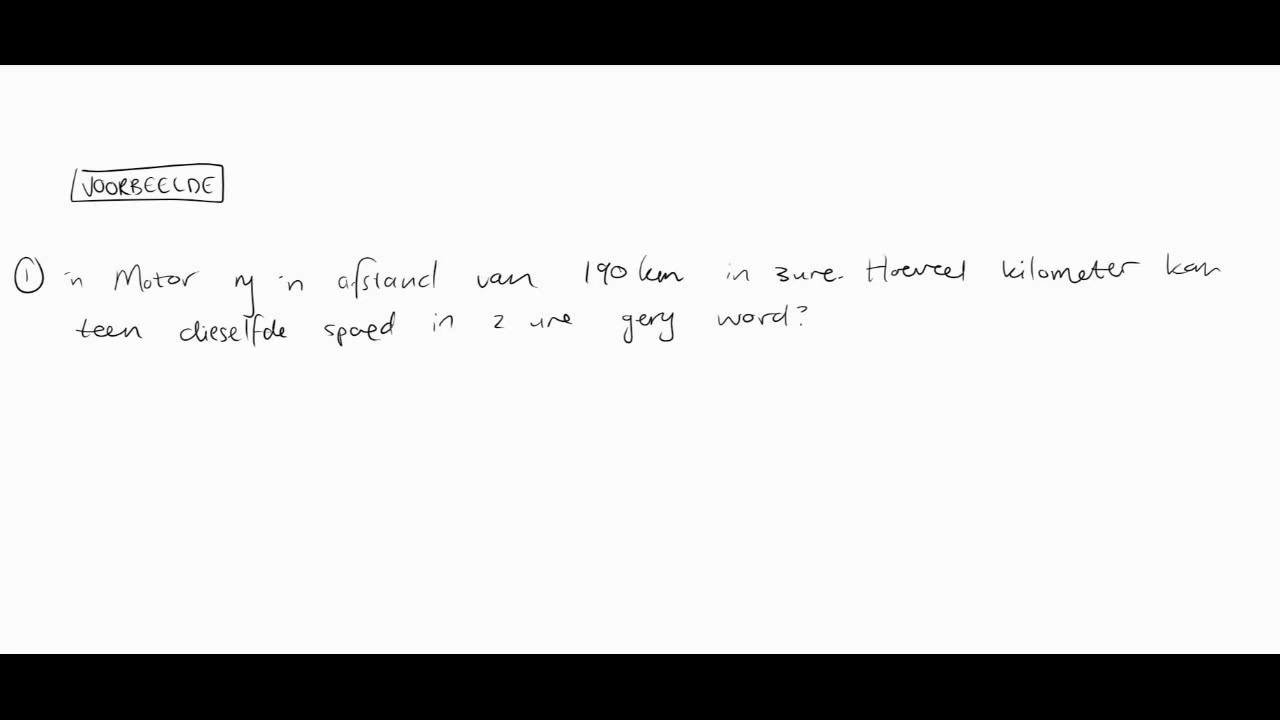 VOORBEELDE
① 'n Motor ry 'n afstand van 190 km in 3 ure. Hoeveel kilometer kan
teen dieselfde spoed in 2 ure gery word?